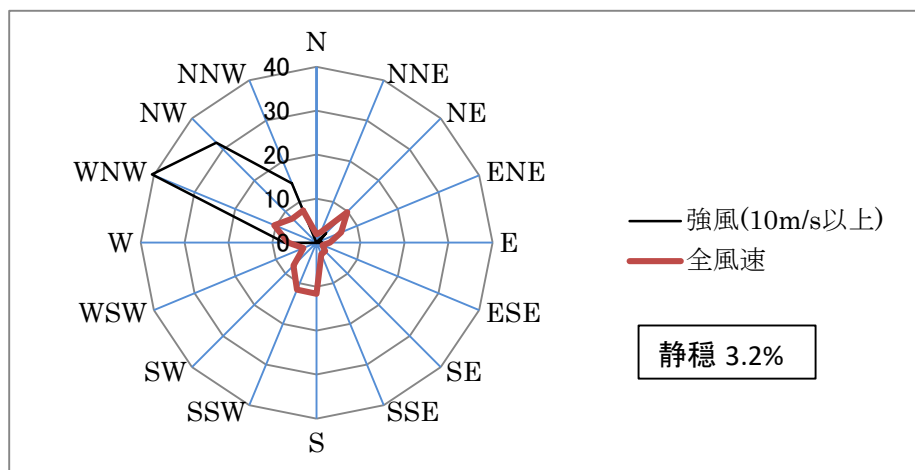 N
NNW
NNE
NW
NE
WNW
ENE
W
E
WSW
ESE
SW
SE
SSW
SSE
S
40
30
20
10
0
強風(10m/s以上)
全風速
静穏 3.2%